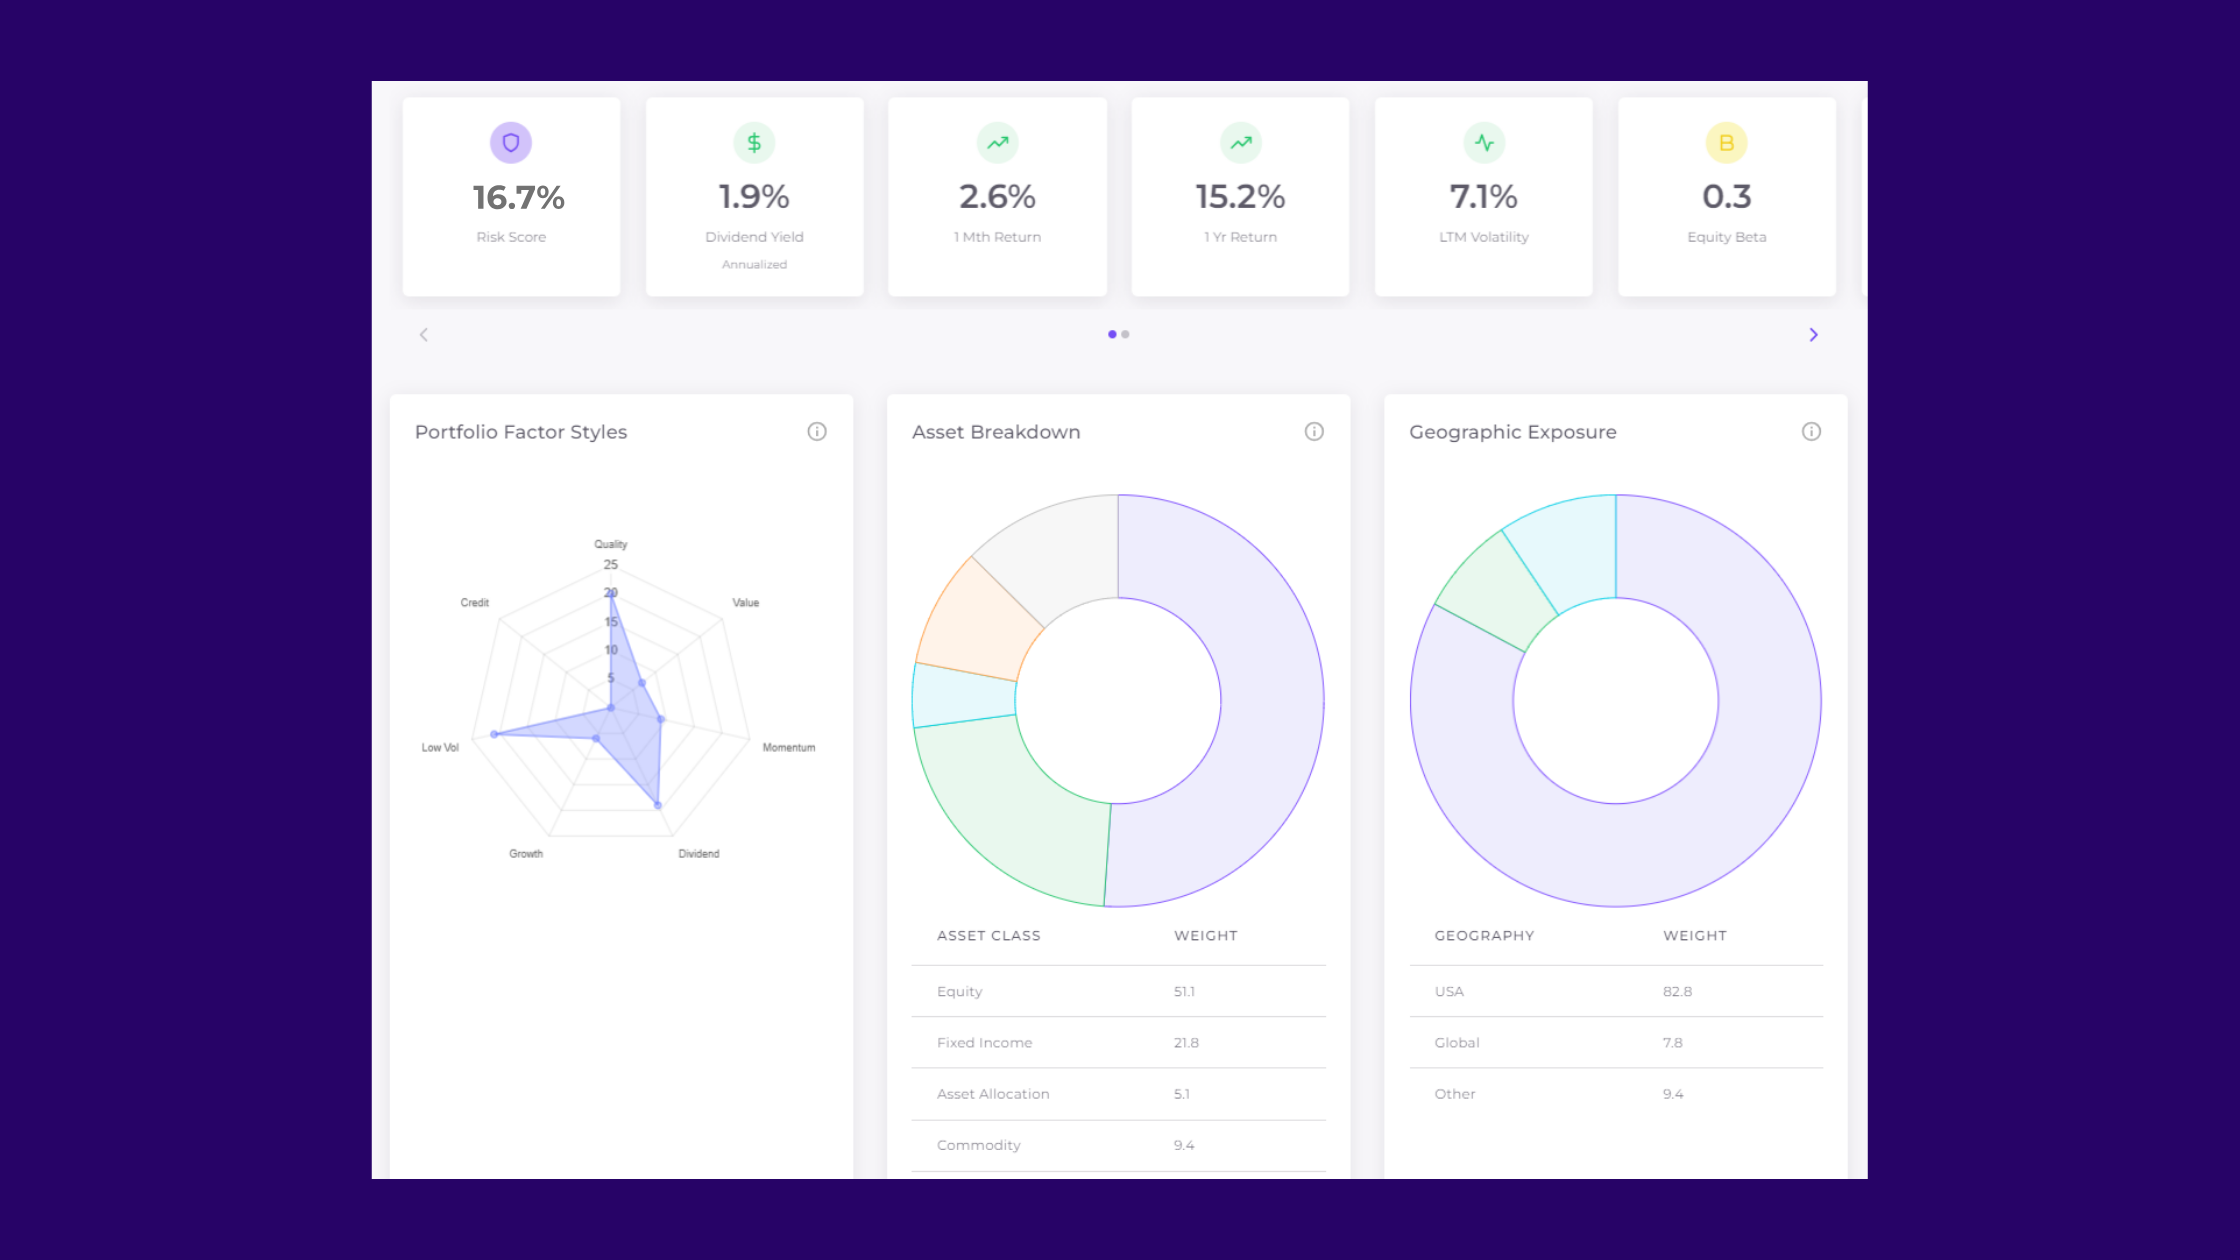 16.7%
Risk Score
$
1.9%
Dividend Yield
Annualized
2.6%
1 Mth Return
15.2%
1 Yr Return
7.1%
LTM Volatility
B
0.3
Equity Beta
Portfolio Factor Styles
Quality
25
20
15
10
5
Credit
Value
Low Vol
Momentum
Growth
Dividend
Asset Breakdown
ASSET CLASS WEIGHT
Equity 51.1
Fixed Income 21.8
Asset Allocation 5.1
Commodity 9.4
Geographic Exposure
GEOGRAPHY WEIGHT
USA 82.8
Global 7.8
Other 9.4